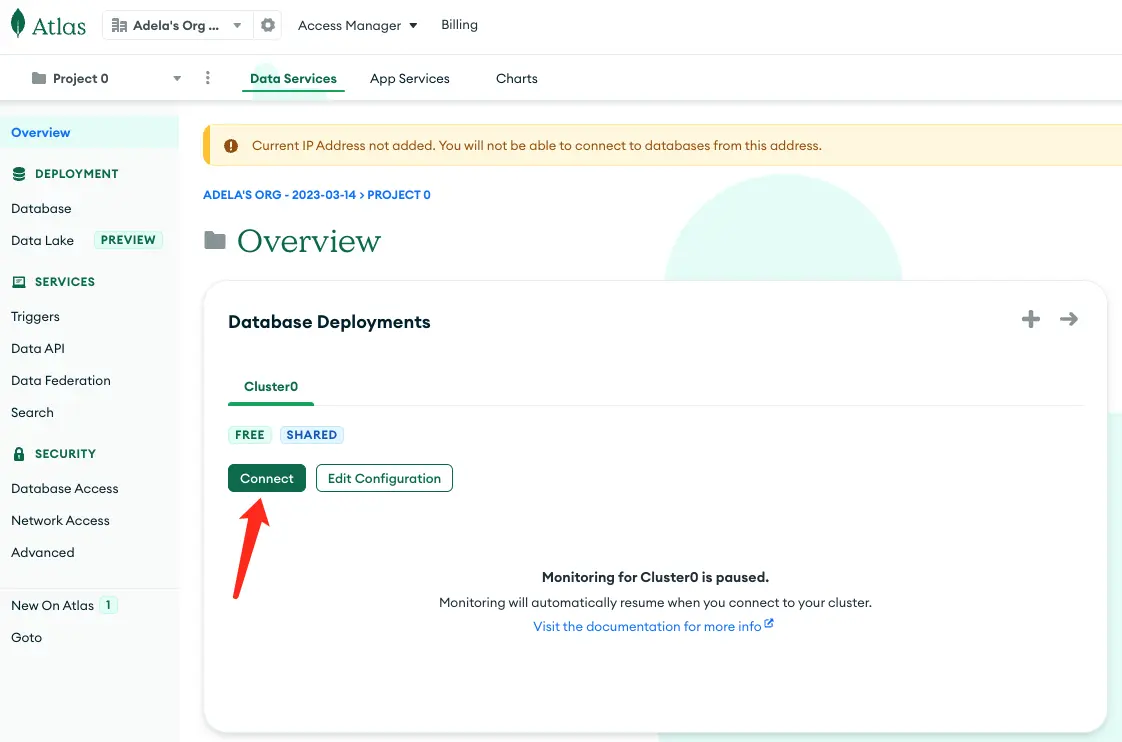 Atlas
Adela's Org ...
Access Manager
Billing
Project 0
Data Services
App Services
Charts
Overview
DEPLOYMENT
Database
Data Lake PREVIEW
SERVICES
Triggers
Data API
Data Federation
Search
SECURITY
Database Access
Network Access
Advanced
New On Atlas 1
Goto
Current IP Address not added. You will not be able to connect to databases from this address.
ADELA'S ORG - 2023-03-14 > PROJECT 0
Overview
Database Deployments
Cluster0
FREE SHARED
Connect Edit Configuration
Monitoring for Cluster0 is paused.
Monitoring will automatically resume when you connect to your cluster.
Visit the documentation for more info